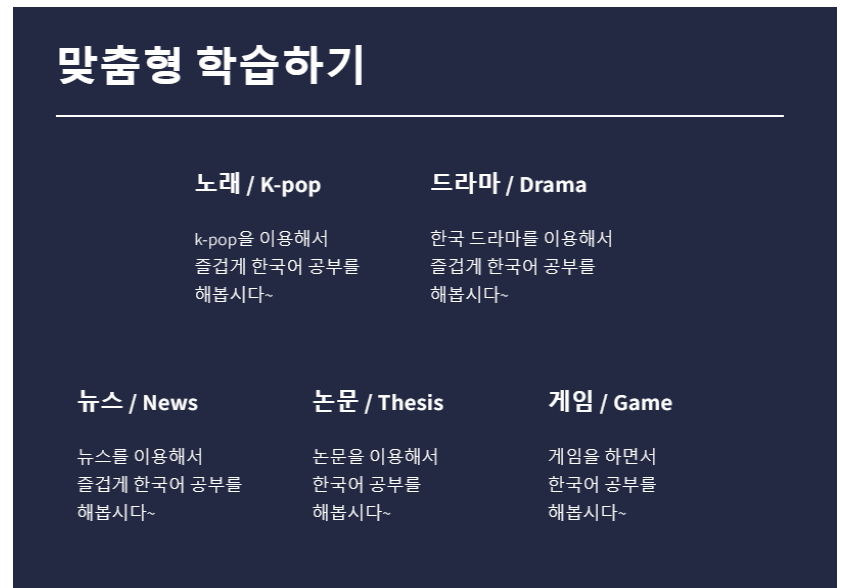 맞춤형 학습하기
노래 / K-pop
k-pop을 이용해서
즐겁게 한국어 공부를
해봅시다~
드라마 / Drama
한국 드라마를 이용해서
즐겁게 한국어 공부를
해봅시다~
뉴스 / News
뉴스를 이용해서
즐겁게 한국어 공부를
해봅시다~
논문 / Thesis
논문을 이용해서
한국어 공부를
해봅시다~
게임 / Game
게임을 하면서
한국어 공부를
해봅시다~